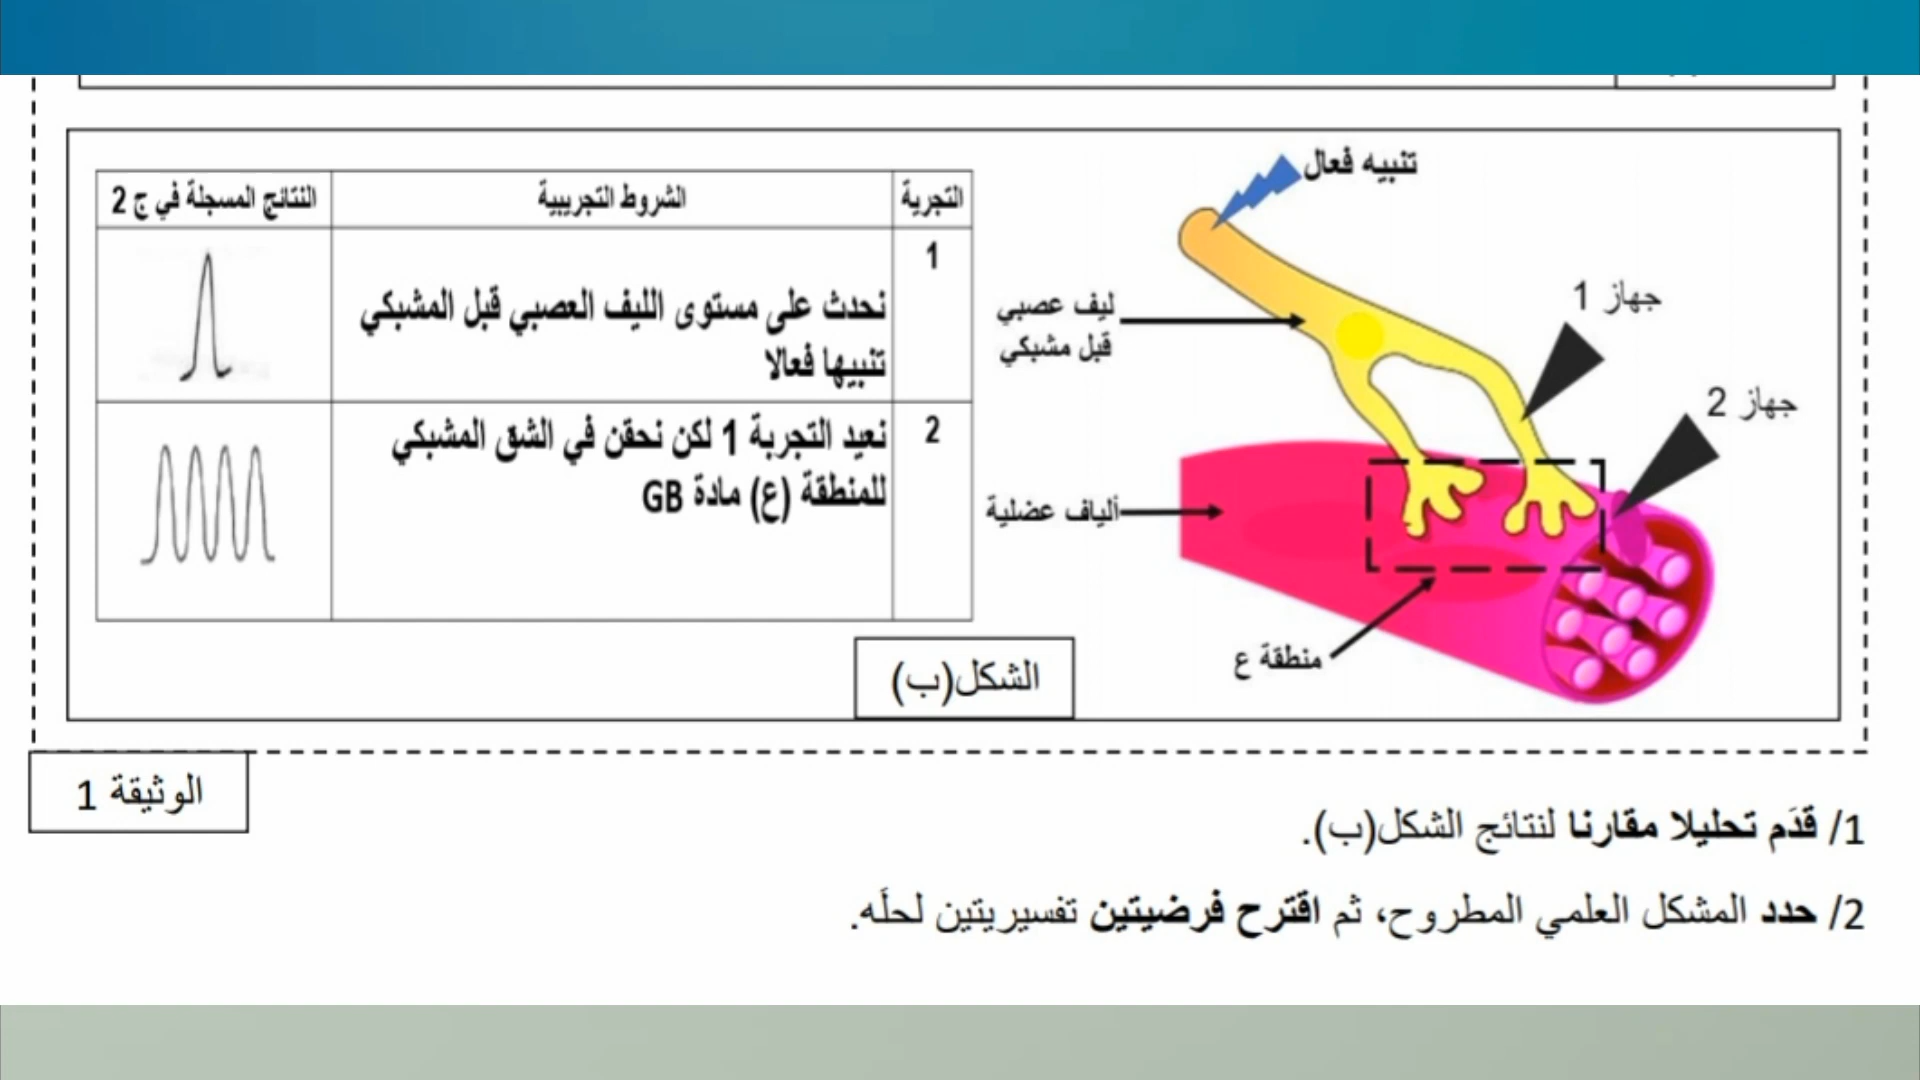 التجربة	الشروط التجريبية	النتائج المسجلة في ج 2
1	نحدث على مستوى الليف العصبي قبل المشبكي
تنبيها فعالا
2	نعيد التجربة 1 لكن نحقن في الشق المشبكي
للمنطقة (ع) مادة GB
تنبيه فعال
جهاز 1
ليف عصبي
قبل مشبكي
جهاز 2
ألياف عضلية
منطقة ع
الشكل(ب)
الوثيقة 1
1/ قدَم تحليلا مقارنا لنتائج الشكل(ب).
2/ حدد المشكل العلمي المطروح، ثم اقترح فرضيتين تفسيريتين لحلَه.